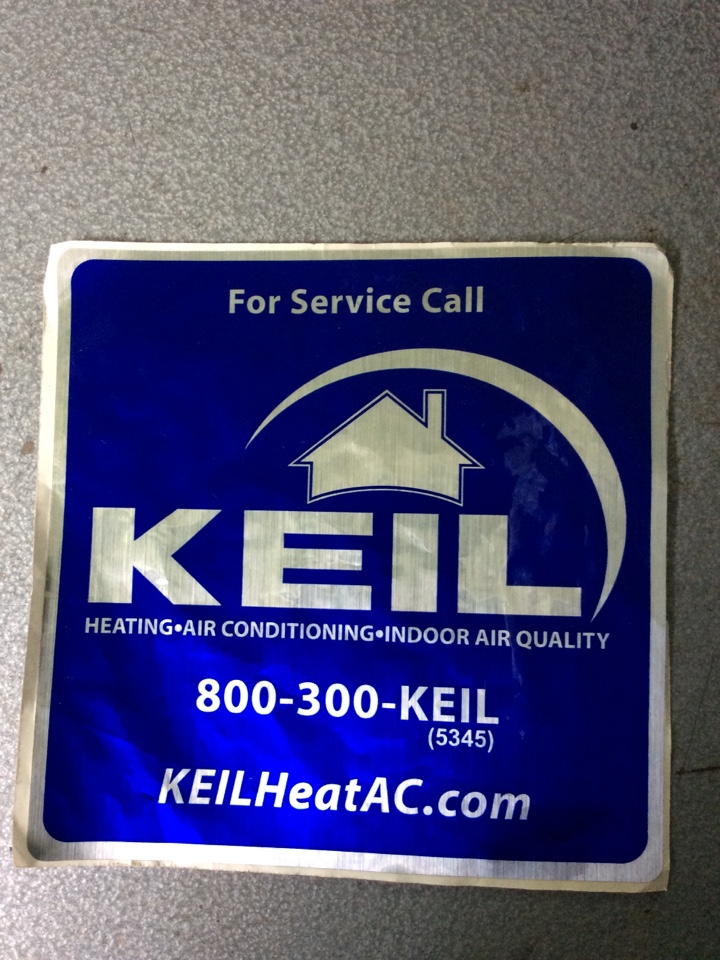 For Service Call
KEIL
HEATING•AIR CONDITIONING•INDOOR AIR QUALITY
800-300-KEIL
(5345)
KEILHeatAC.com